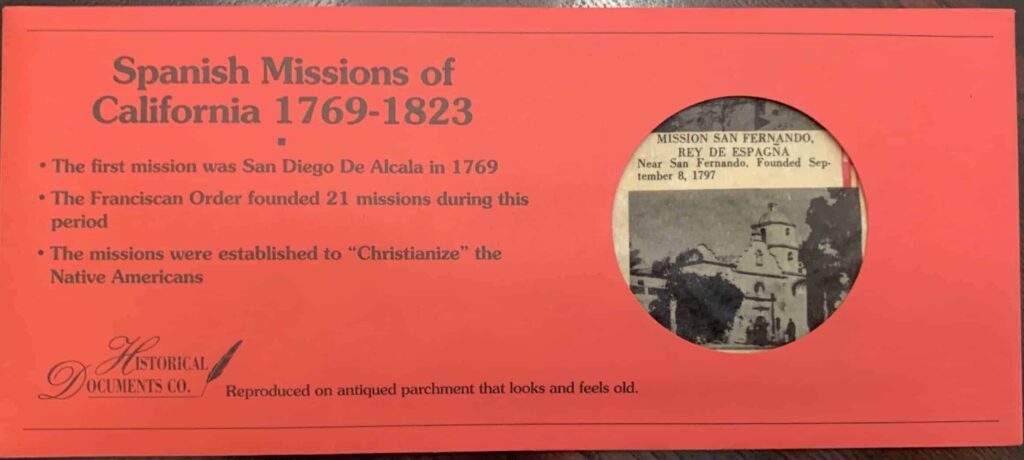 Spanish Missions of
California 1769-1823
• The first mission was San Diego De Alcala in 1769
• The Franciscan Order founded 21 missions during this
period
• The missions were established to “Christianize” the
Native Americans
HISTORICAL
DOCUMENTS CO.
Reproduced on antiqued parchment that looks and feels old.
MISSION SAN FERNANDO,
REY DE ESPAGÑA
Near San Fernando. Founded Sep-
tember 8, 1797